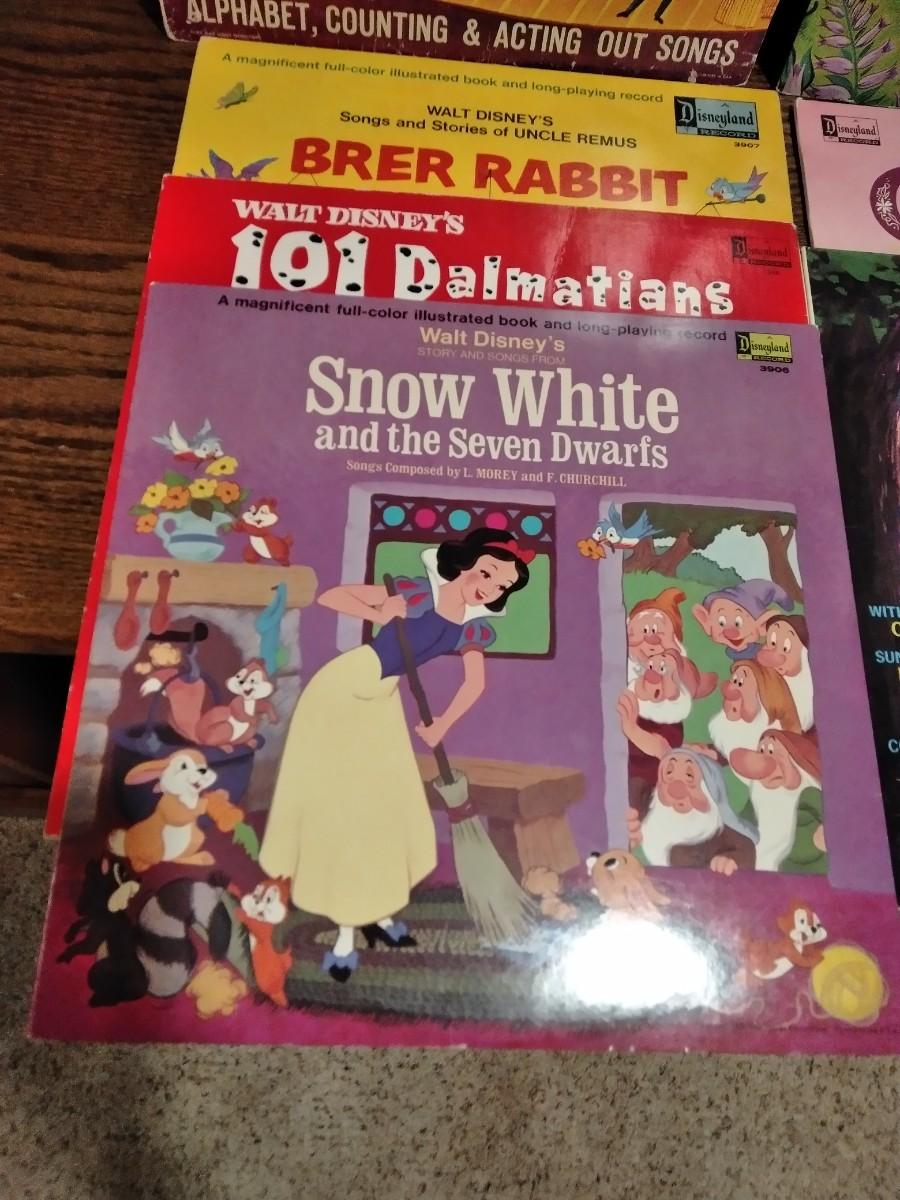 ALPHABET, COUNTING & ACTING OUT SONGS
A magnificent full-color illustrated book and long-playing record
Disneyland
RECORD
3907
WALT DISNEY'S
Songs and Stories of UNCLE REMUS
BRER RABBIT
Disneyland
RECORD
WALT DISNEY'S
101 Dalmatians
Disneyland
RECORD
A magnificent full-color illustrated book and long-playing record
Disneyland
RECORD
3906
Walt Disney's
STORY AND SONGS FROM
Snow White
and the Seven Dwarfs
Songs Composed by L. MOREY and F. CHURCHILL